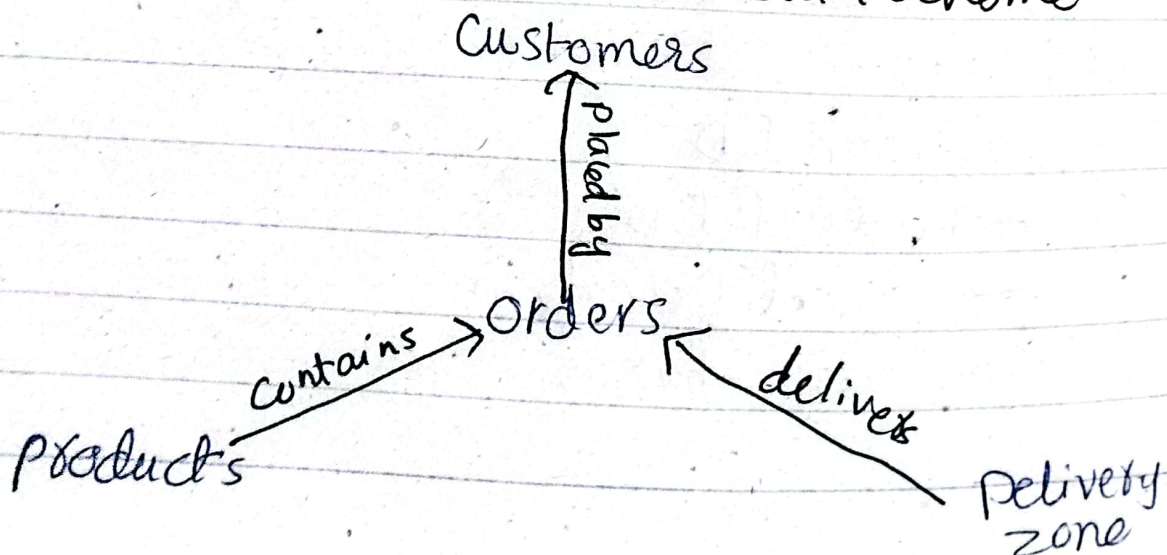 Customers
placed by
orders
contains
delivers
products
Delivery
zone